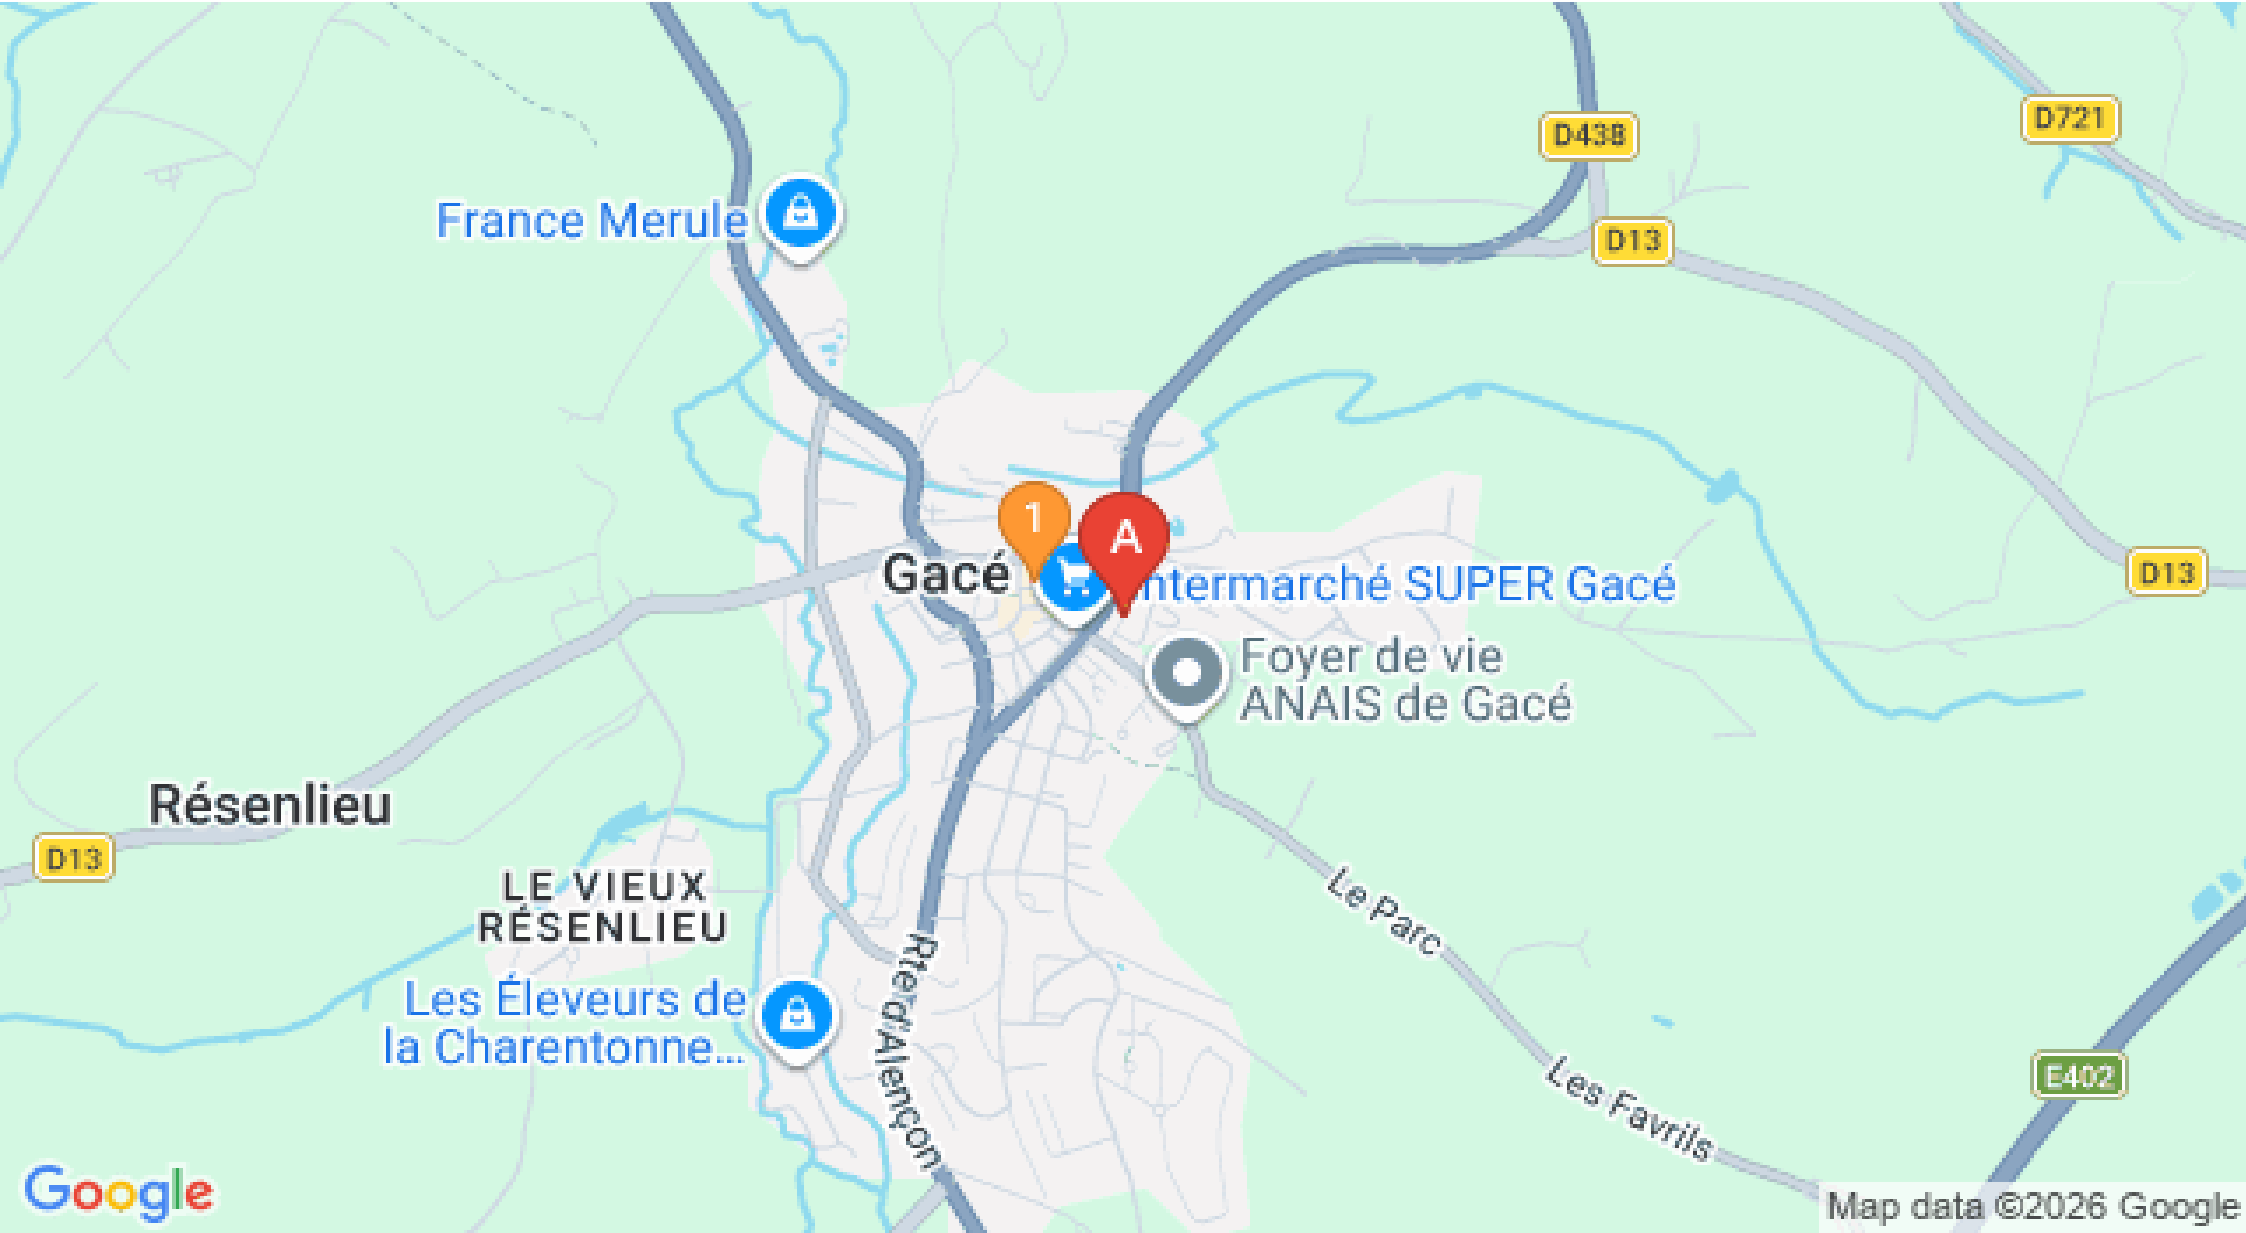 D721
D438
France Merule
D13
1
A
Gacé
ntermarché SUPER Gacé
D13
Foyer de vie
ANAIS de Gacé
Résenlieu
D13
LE VIEUX
RÉSENLIEU
Le Parc
Rte d'Alençon
Les Éleveurs de
la Charentonne...
Les Favrils
E402
Google
Map data ©2026 Google